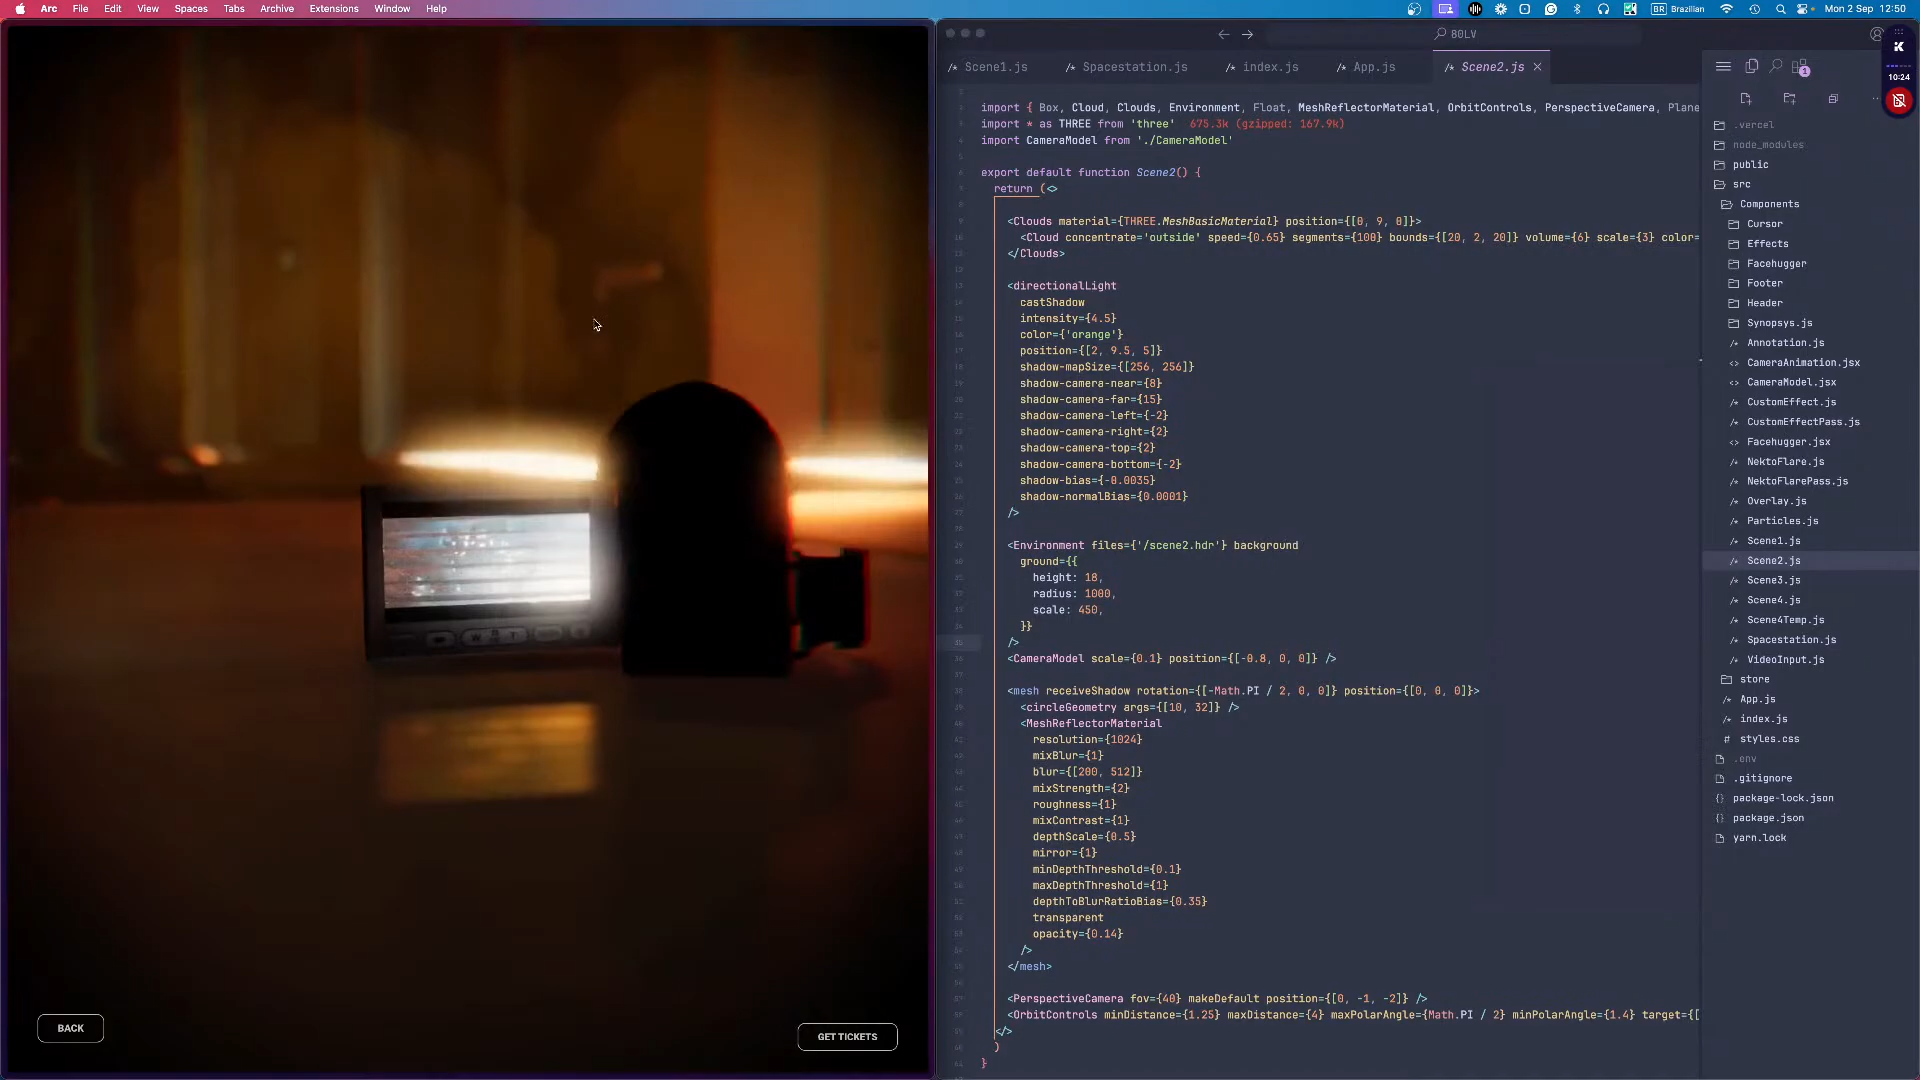 Arc File Edit View Spaces Tabs Archive Extensions Window Help
BR Brazilian Mon 2 Sep 12:50
80LV
10:24
/* Scene1.js /* Spacestation.js /* index.js /* App.js /* Scene2.js
import { Box, Cloud, Clouds, Environment, Float, MeshReflectorMaterial, OrbitControls, PerspectiveCamera, Plane
import * as THREE from 'three' 675.3k (gzipped: 167.9k)
import CameraModel from './CameraModel'
export default function Scene2() {
return (<>
<Clouds material={THREE.MeshBasicMaterial} position={[0, 9, 0]}>
<Cloud concentrate='outside' speed={0.65} segments={100} bounds={[20, 2, 20]} volume={6} scale={3} color=
</Clouds>
<directionalLight
castShadow
intensity={4.5}
color={'orange'}
position={[2, 9.5, 5]}
shadow-mapSize={[256, 256]}
shadow-camera-near={8}
shadow-camera-far={15}
shadow-camera-left={-2}
shadow-camera-right={2}
shadow-camera-top={2}
shadow-camera-bottom={-2}
shadow-bias={-0.0035}
shadow-normalBias={0.0001}
/>
<Environment files={'/scene2.hdr'} background
ground={{
height: 18,
radius: 1000,
scale: 450,
}}
/>
<CameraModel scale={0.1} position={[-0.8, 0, 0]} />
<mesh receiveShadow rotation={[-Math.PI / 2, 0, 0]} position={[0, 0, 0]}>
<circleGeometry args={[10, 32]} />
<MeshReflectorMaterial
resolution={1024}
mixBlur={1}
blur={[200, 512]}
mixStrength={2}
roughness={1}
mixContrast={1}
depthScale={0.5}
mirror={1}
minDepthThreshold={0.1}
maxDepthThreshold={1}
depthToBlurRatioBias={0.35}
transparent
opacity={0.14}
/>
</mesh>
<PerspectiveCamera fov={40} makeDefault position={[0, -1, -2]} />
<OrbitControls minDistance={1.25} maxDistance={4} maxPolarAngle={Math.PI / 2} minPolarAngle={1.4} target={[
</>
)
}
.vercel
node_modules
public
src
Components
Cursor
Effects
Facehugger
Footer
Header
Synopsys.js
Annotation.js
CameraAnimation.jsx
CameraModel.jsx
CustomEffect.js
CustomEffectPass.js
Facehugger.jsx
NektoFlare.js
NektoFlarePass.js
Overlay.js
Particles.js
Scene1.js
Scene2.js
Scene3.js
Scene4.js
Scene4Temp.js
Spacestation.js
VideoInput.js
store
App.js
index.js
styles.css
.env
.gitignore
package-lock.json
package.json
yarn.lock
BACK
GET TICKETS